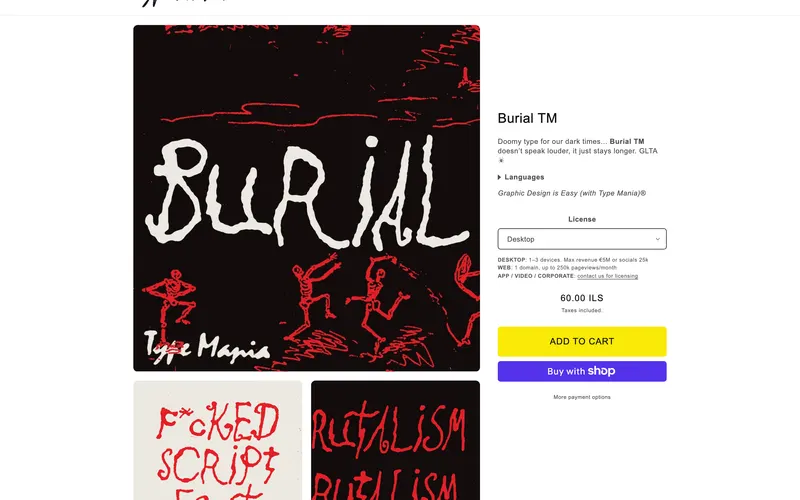 BURIAL
Type Mania
F*CKED
SCRIPT
RUTALISM
Burial TM
Doomy type for our dark times... Burial TM
doesn't speak louder, it just stays longer. GLTA
☀
Languages
Graphic Design is Easy (with Type Mania)®
License
Desktop
DESKTOP: 1–3 devices. Max revenue €5M or socials 25k
WEB: 1 domain, up to 250k pageviews/month
APP / VIDEO / CORPORATE: contact us for licensing
60.00 ILS
Taxes included.
ADD TO CART
Buy with shop
More payment options